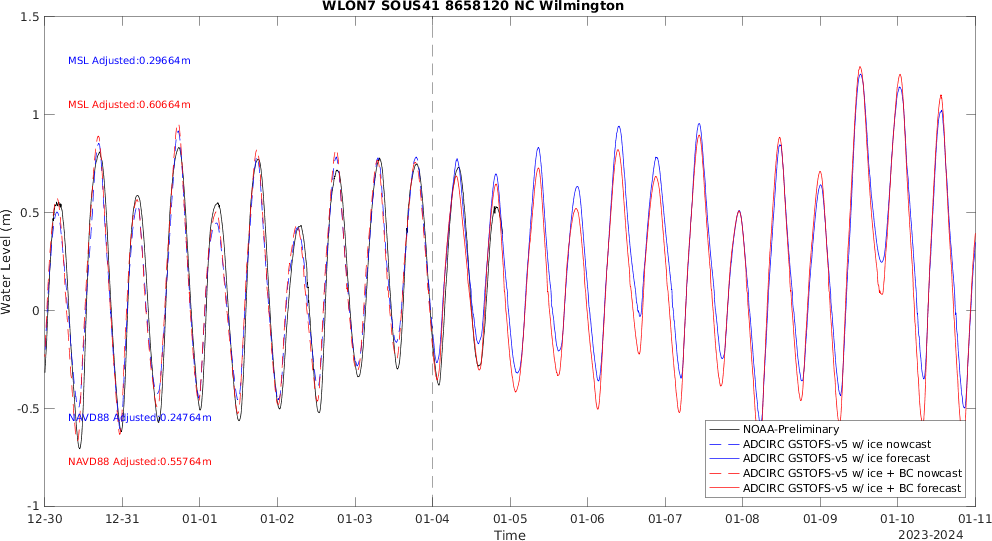 WLON7 SOUS41 8658120 NC Wilmington
1.5
1
0.5
0
-0.5
-1
Water Level (m)
MSL Adjusted:0.29664m
MSL Adjusted:0.60664m
NAVD88 Adjusted:0.24764m
NAVD88 Adjusted:0.55764m
NOAA-Preliminary
ADCIRC GSTOFS-v5 w/ ice nowcast
ADCIRC GSTOFS-v5 w/ ice forecast
ADCIRC GSTOFS-v5 w/ ice + BC nowcast
ADCIRC GSTOFS-v5 w/ ice + BC forecast
12-30 12-31 01-01 01-02 01-03 01-04 01-05 01-06 01-07 01-08 01-09 01-10 01-11
Time
2023-2024